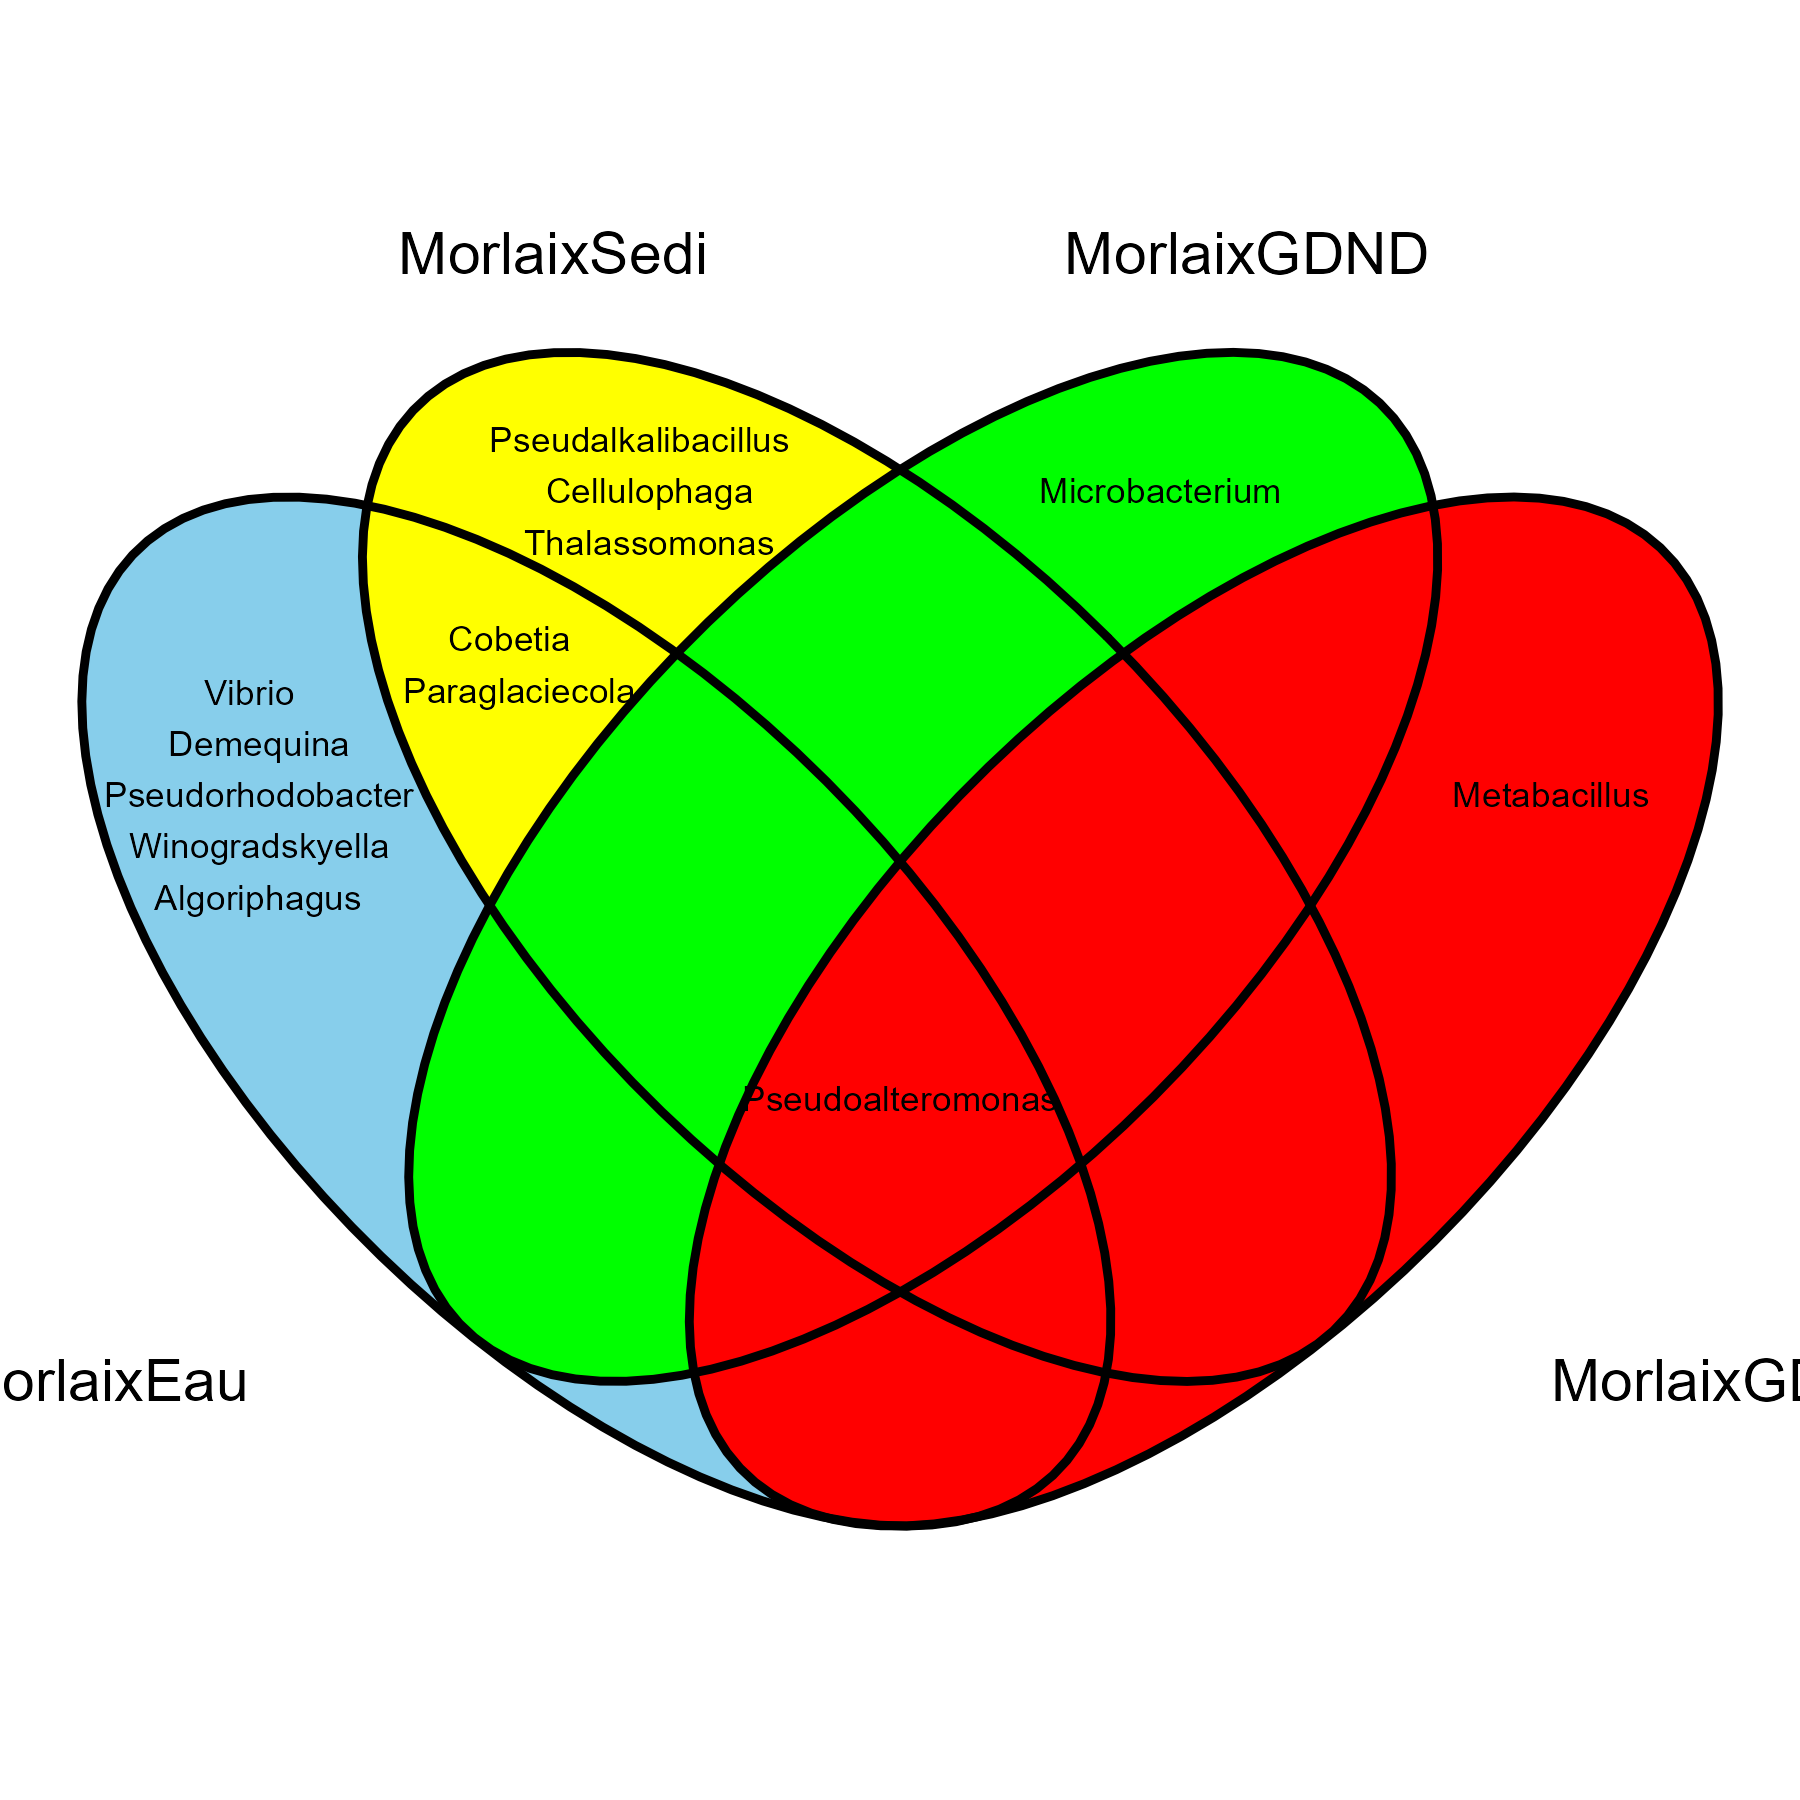 MorlaixSedi
MorlaixGDND
Pseudalkalibacillus
Cellulophaga
Thalassomonas
Microbacterium
Cobetia
Paraglaciecola
Vibrio
Demequina
Pseudorhodobacter
Winogradskyella
Algoriphagus
Metabacillus
Pseudoalteromonas
orlaixEau
MorlaixGD